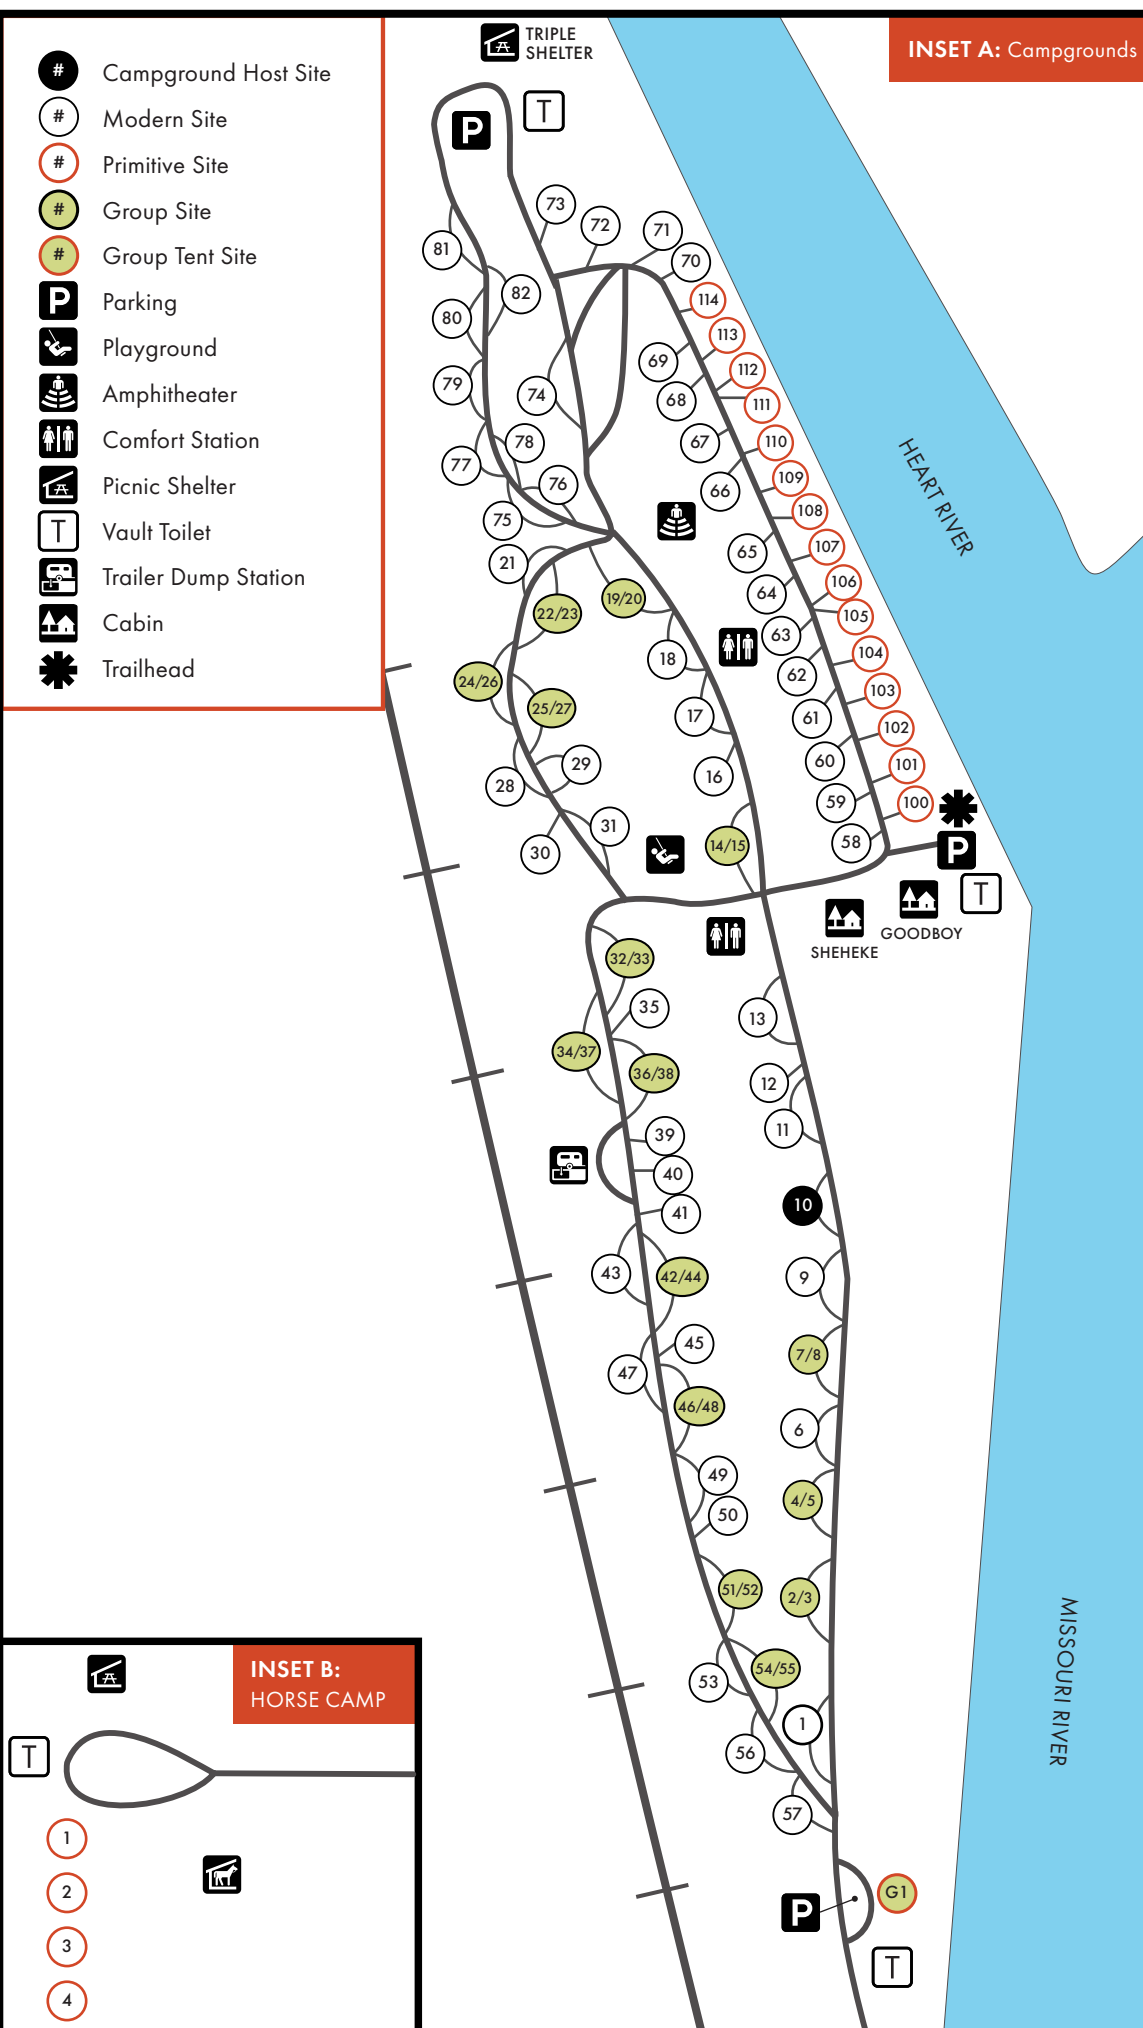 INSET A: Campgrounds
# Campground Host Site
# Modern Site
# Primitive Site
# Group Site
# Group Tent Site
P Parking
Playground
Amphitheater
Comfort Station
Picnic Shelter
T Vault Toilet
Trailer Dump Station
Cabin
Trailhead
TRIPLE
SHELTER
T
P
73
72
71
70
81
82
114
80
113
69
112
79
74
68
111
78
67
110
77
76
66
109
75
108
HEART RIVER
21
65
107
22/23
19/20
64
106
63
105
18
62
104
24/26
25/27
17
61
103
102
29
16
60
101
28
59
100
31
30
14/15
58
P
T
GOODBOY
SHEHEKE
32/33
35
13
34/37
36/38
12
39
11
40
10
41
43
42/44
9
45
7/8
47
46/48
6
49
4/5
50
51/52
2/3
53
54/55
1
56
57
MISSOURI RIVER
G1
P
T
INSET B:
HORSE CAMP
T
1
2
3
4